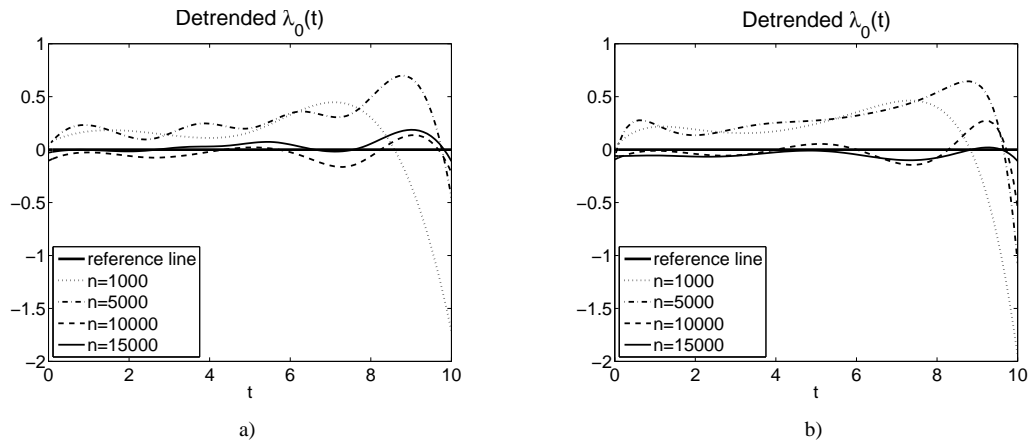 Detrended λ0(t)
1
0.5
0
−0.5
−1
−1.5
−2
0
2
4
6
8
10
t
reference line
n=1000
n=5000
n=10000
n=15000
a)
Detrended λ0(t)
1
0.5
0
−0.5
−1
−1.5
−2
0
2
4
6
8
10
t
reference line
n=1000
n=5000
n=10000
n=15000
b)